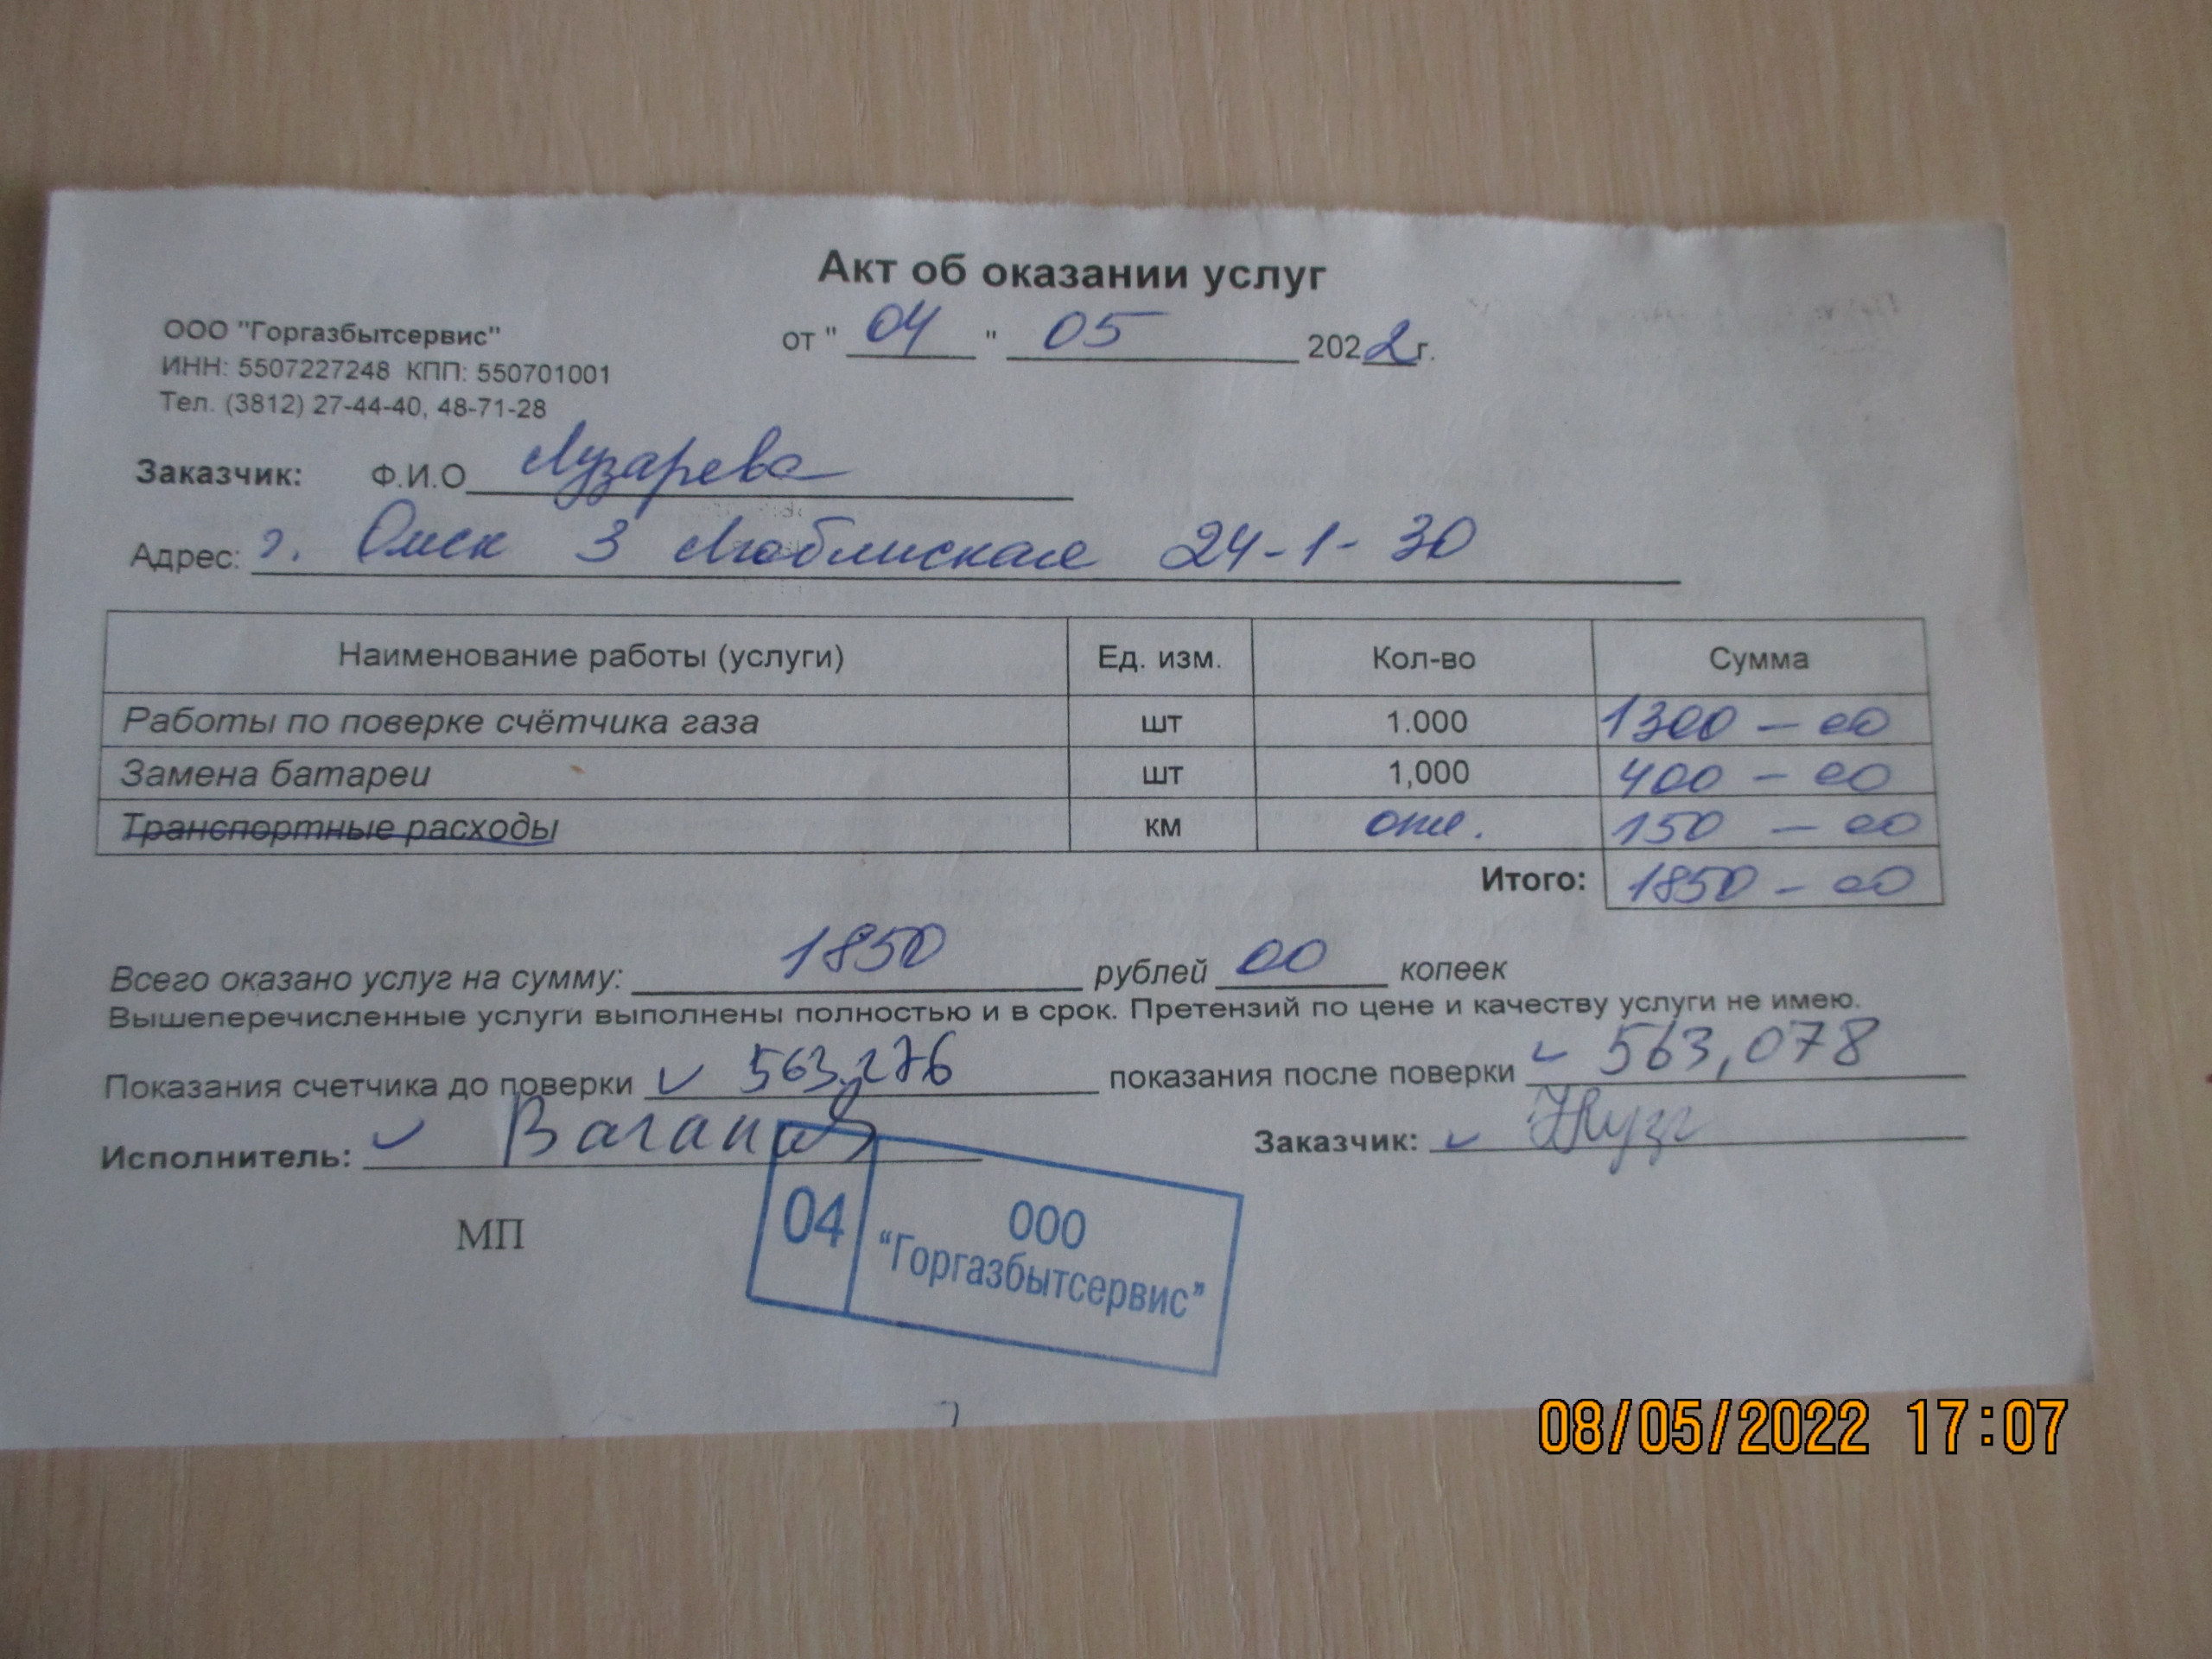 Акт об оказании услуг
ООО "Горгазбытсервис"
от " 04 " 05 2022г.
ИНН: 5507227248 КПП: 550701001
Тел. (3812) 27-44-40, 48-71-28
Заказчик: Ф.И.О Лузарева
Адрес: г. Омск 3 Люблиская 24-1-30
Наименование работы (услуги) Ед. изм. Кол-во Сумма
Работы по поверке счётчика газа шт 1.000 1300-00
Замена батареи шт 1,000 400-00
Транспортные расходы км 150-00
Итого: 1850-00
Всего оказано услуг на сумму: 1850 рублей 00 копеек
Вышеперечисленные услуги выполнены полностью и в срок. Претензий по цене и качеству услуги не имею.
Показания счетчика до поверки 563,276 показания после поверки 563,078
Исполнитель: Ваганов Заказчик:
МП
04 ООО
"Горгазбытсервис"
08/05/2022 17:07